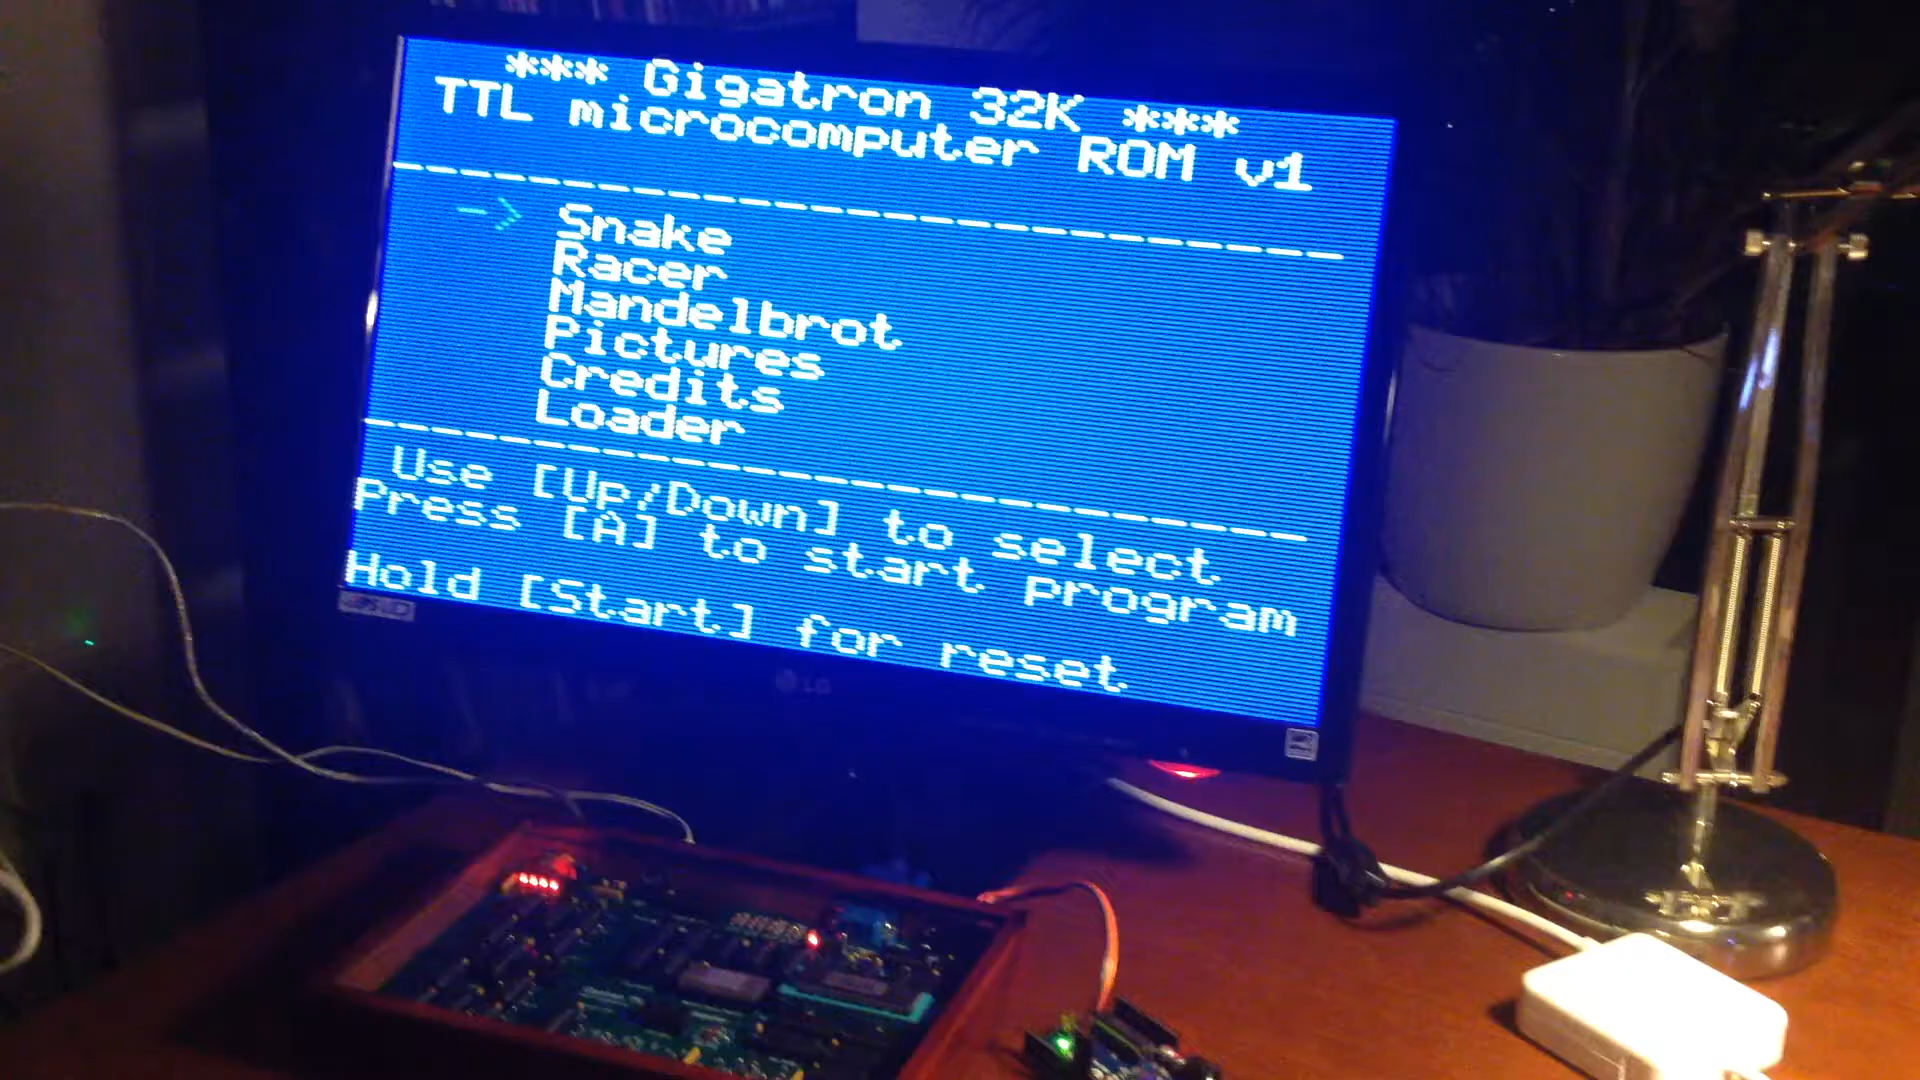 *** Gigatron 32K ***
TTL microcomputer ROM v1
-> Snake
Racer
Mandelbrot
Pictures
Credits
Loader
Use [Up/Down] to select
Press [A] to start program
Hold [Start] for reset
LG